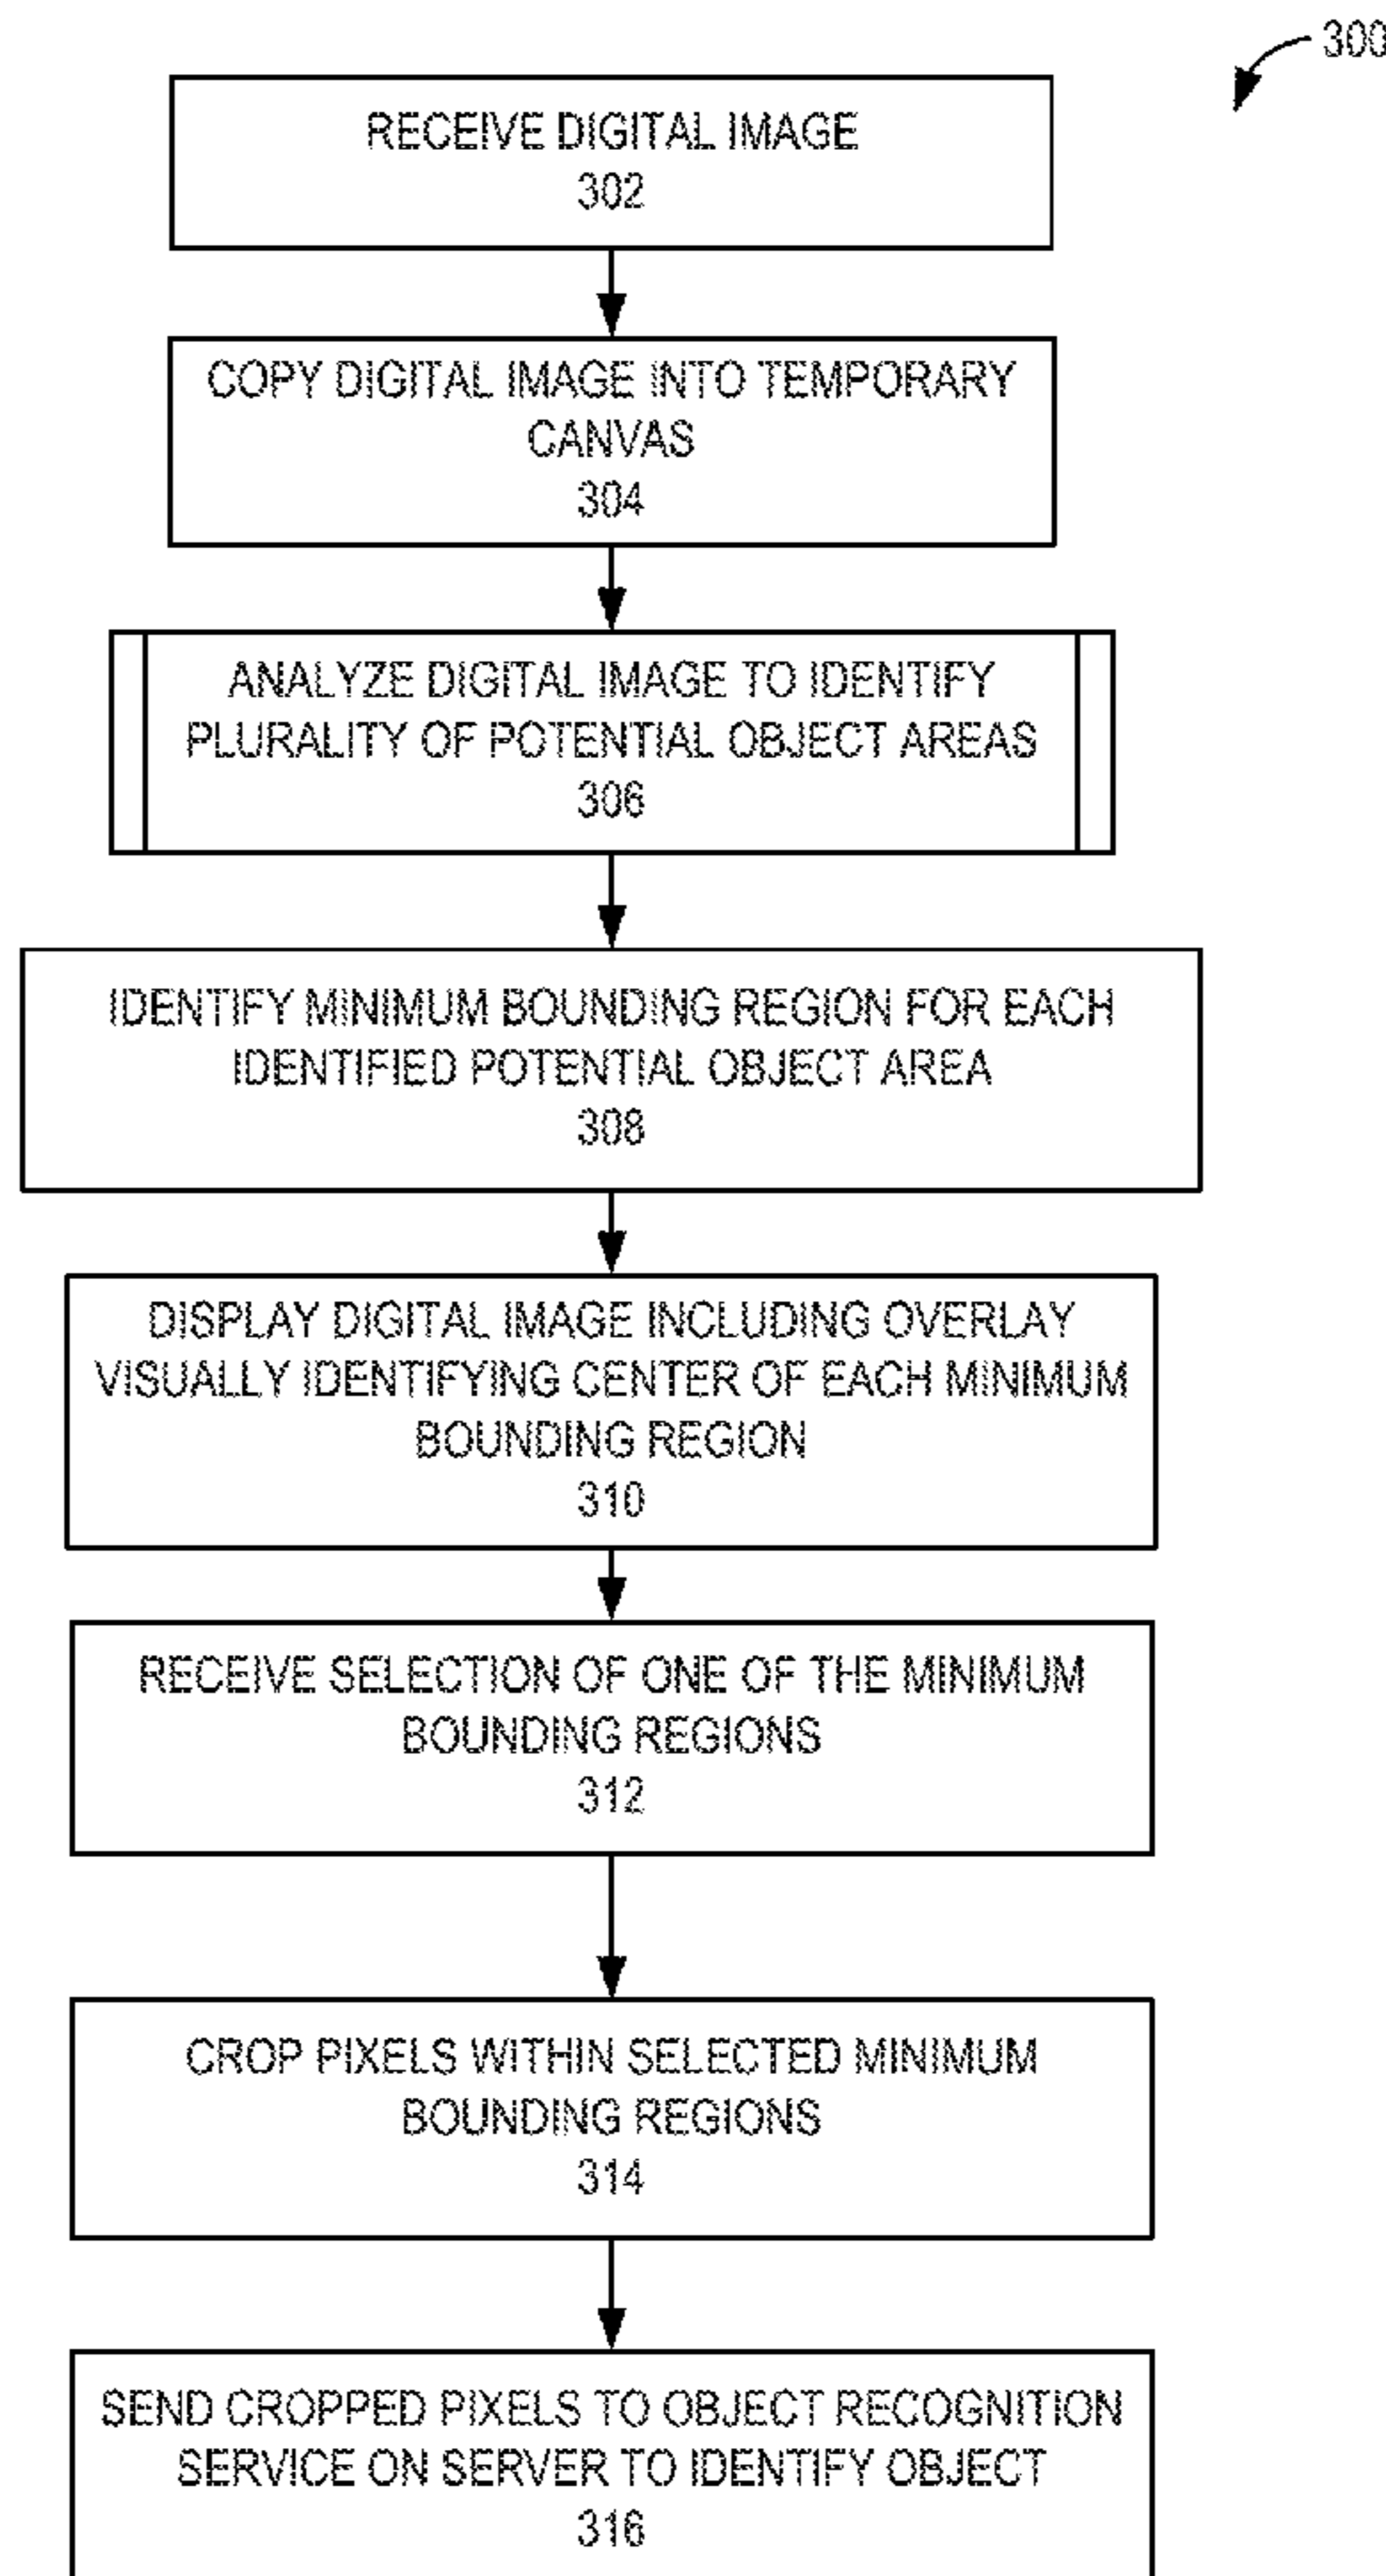 300
RECEIVE DIGITAL IMAGE
302
COPY DIGITAL IMAGE INTO TEMPORARY
CANVAS
304
ANALYZE DIGITAL IMAGE TO IDENTIFY
PLURALITY OF POTENTIAL OBJECT AREAS
306
IDENTIFY MINIMUM BOUNDING REGION FOR EACH
IDENTIFIED POTENTIAL OBJECT AREA
308
DISPLAY DIGITAL IMAGE INCLUDING OVERLAY
VISUALLY IDENTIFYING CENTER OF EACH MINIMUM
BOUNDING REGION
310
RECEIVE SELECTION OF ONE OF THE MINIMUM
BOUNDING REGIONS
312
CROP PIXELS WITHIN SELECTED MINIMUM
BOUNDING REGIONS
314
SEND CROPPED PIXELS TO OBJECT RECOGNITION
SERVICE ON SERVER TO IDENTIFY OBJECT
316